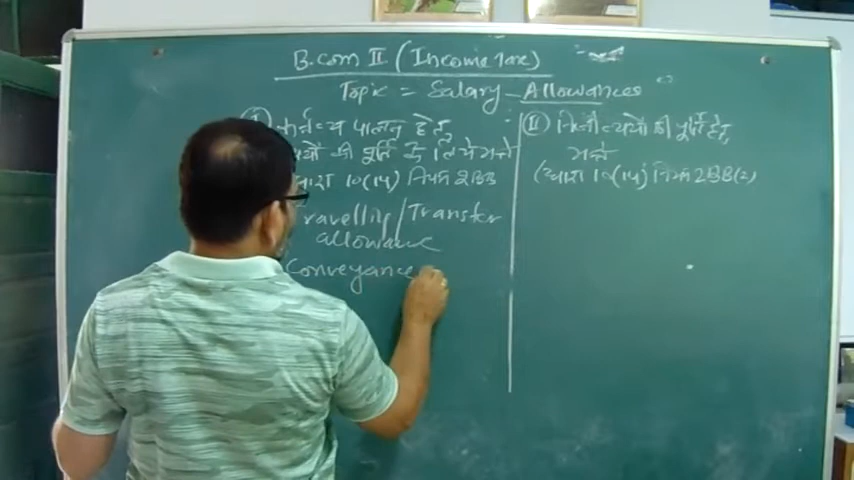 B.com II (Income Tax)
Topic = Salary - Allowances
(I) कर्तव्य पालन हेतु
की पूर्ति के लिये भत्ते
धारा 10(14) नियम 2BB
Travelling / Transfer
allowance
Conveyance
(II) निजी व्ययों की पूर्ति हेतु
भत्ते
(धारा 10(14) नियम 2BB(2)